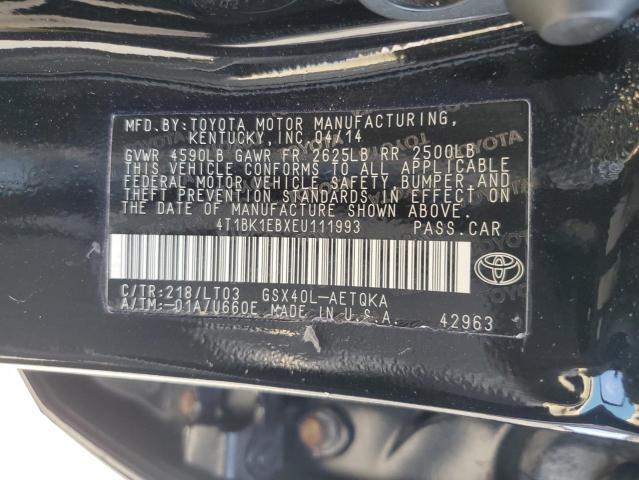 MFD.BY:TOYOTA MOTOR MANUFACTURING,
KENTUCKY, INC. 04/14
GVWR 4590LB GAWR FR 2625LB RR 2500LB
THIS VEHICLE CONFORMS TO ALL APPLICABLE
FEDERAL MOTOR VEHICLE SAFETY, BUMPER, AND
THEFT PREVENTION STANDARDS IN EFFECT ON
THE DATE OF MANUFACTURE SHOWN ABOVE.
4T1BK1EBXEU111993 PASS.CAR
C/TR:218/LT03 GSX40L-AETQKA
A/TM:-01A/U660E MADE IN U.S.A. 42963